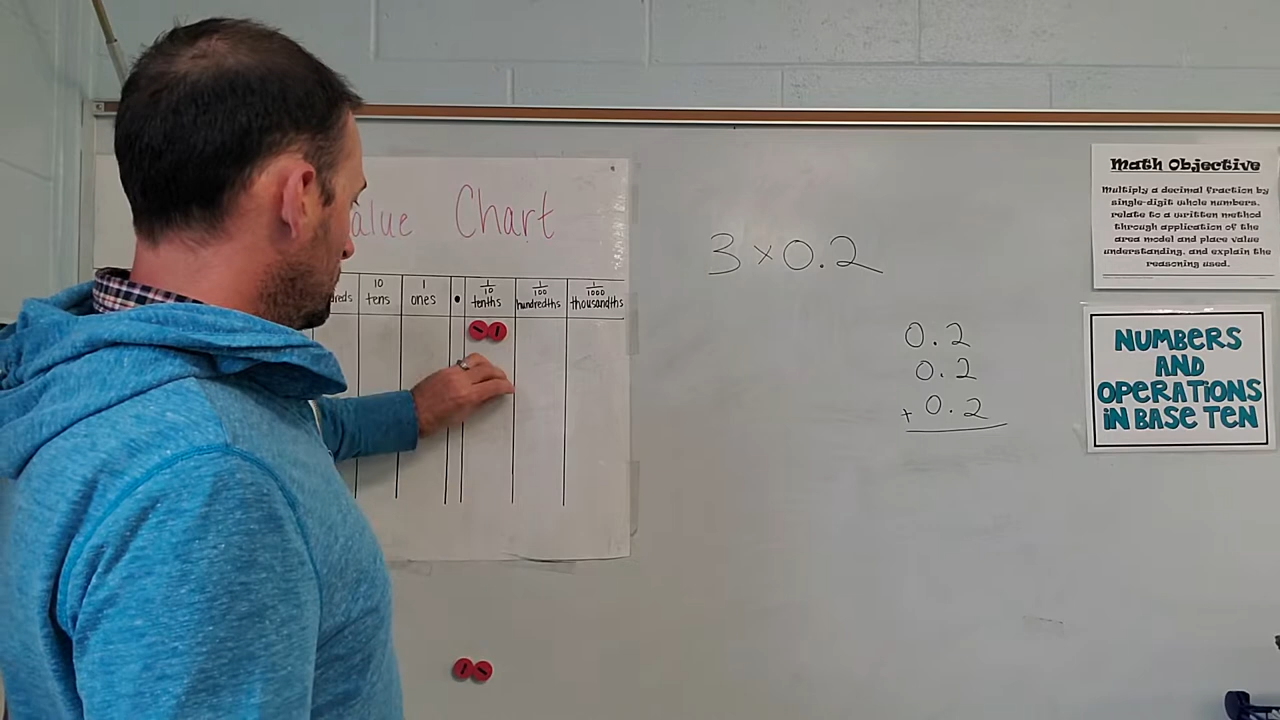 alue Chart
3 × 0.2
10 1 1/10 1/100 1/1000
tens ones • tenths hundredths thousandths
0.2
0.2
+ 0.2
Math Objective
Multiply a decimal fraction by
single-digit whole numbers,
relate to a written method
through application of the
area model and place value
understanding, and explain the
reasoning used.
NUMBERS
AND
OPERATIONS
IN BASE TEN